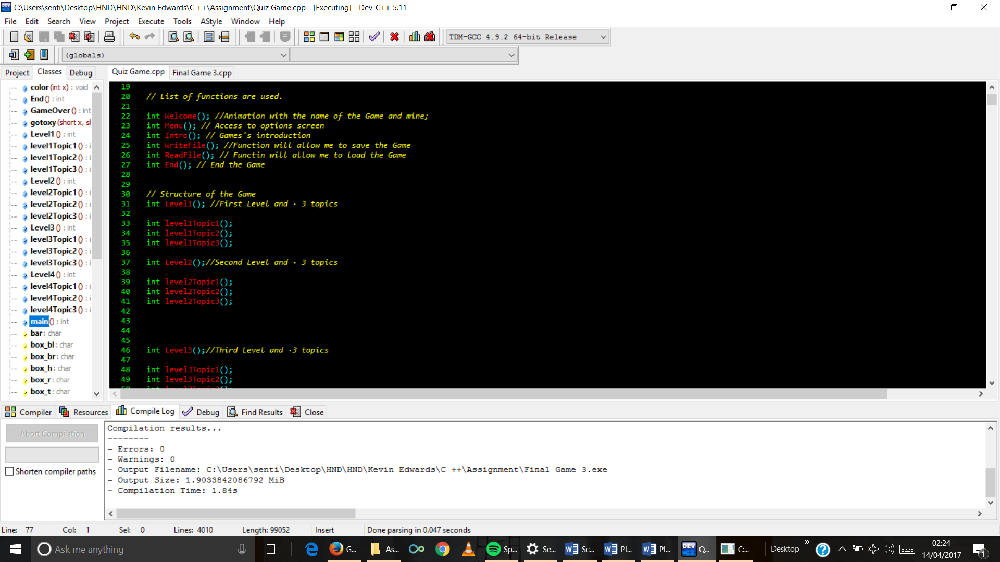 C:\Users\senti\Desktop\HND\HND\Kevin Edwards\C ++\Assignment\Quiz Game.cpp - [Executing] - Dev-C++ 5.11
File Edit Search View Project Execute Tools AStyle Window Help
TDM-GCC 4.9.2 64-bit Release
(globals)
Project Classes Debug
Quiz Game.cpp Final Game 3.cpp
color (int x) : void
End () : int
GameOver () : int
gotoxy (short x, sh
Level1 () : int
level1Topic1 () : i
level1Topic2 () : i
level1Topic3 () : i
Level2 () : int
level2Topic1 () : i
level2Topic2 () : i
level2Topic3 () : i
Level3 () : int
level3Topic1 () : i
level3Topic2 () : i
level3Topic3 () : i
Level4 () : int
level4Topic1 () : i
level4Topic2 () : i
level4Topic3 () : i
main () : int
bar : char
box_bl : char
box_br : char
box_h : char
box_r : char
box_t : char
19
20 // List of functions are used.
21
22 int Welcome(); //Animation with the name of the Game and mine;
23 int Menu(); // Access to options screen
24 int Intro(); // Games's introduction
25 int WriteFile(); //Function will allow me to save the Game
26 int ReadFile(); // Functin will allow me to load the Game
27 int End(); // End the Game
28
29
30 // Structure of the Game
31 int Level1(); //First Level and · 3 topics
32
33 int level1Topic1();
34 int level1Topic2();
35 int level1Topic3();
36
37 int Level2();//Second Level and · 3 topics
38
39 int level2Topic1();
40 int level2Topic2();
41 int level2Topic3();
42
43
44
45
46 int Level3();//Third Level and ·3 topics
47
48 int level3Topic1();
49 int level3Topic2();
50 int level3Topic3();
Compiler Resources Compile Log Debug Find Results Close
Abort Compilation
Shorten compiler paths
Compilation results...
--------
- Errors: 0
- Warnings: 0
- Output Filename: C:\Users\senti\Desktop\HND\HND\Kevin Edwards\C ++\Assignment\Final Game 3.exe
- Output Size: 1.9033842086792 MiB
- Compilation Time: 1.84s
Line: 77 Col: 1 Sel: 0 Lines: 4010 Length: 99052 Insert Done parsing in 0.047 seconds
Ask me anything
G... As... Sp... Se... Sc... Pl... Pl... DEV Q... C:... Desktop
02:24
14/04/2017
1